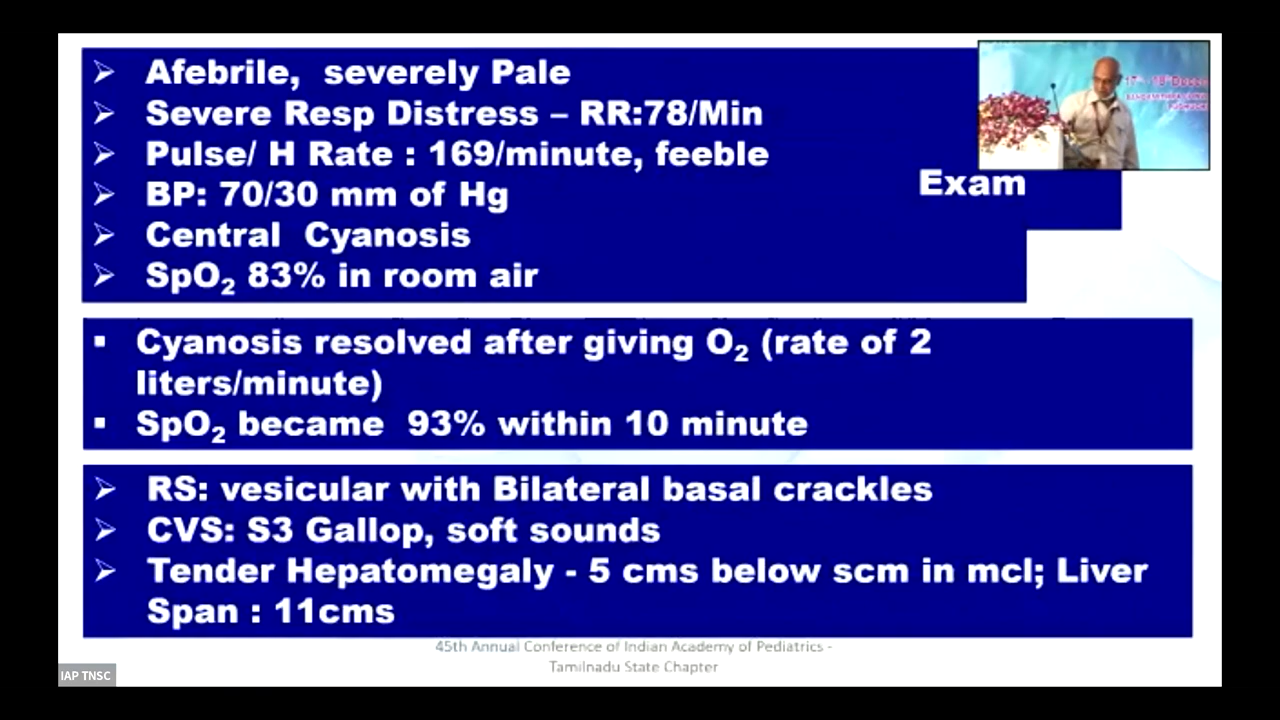 Afebrile, severely Pale
Severe Resp Distress – RR:78/Min
Pulse/ H Rate : 169/minute, feeble
BP: 70/30 mm of Hg
Central Cyanosis
SpO₂ 83% in room air
Exam
Cyanosis resolved after giving O₂ (rate of 2
liters/minute)
SpO₂ became 93% within 10 minute
RS: vesicular with Bilateral basal crackles
CVS: S3 Gallop, soft sounds
Tender Hepatomegaly - 5 cms below scm in mcl; Liver
Span : 11cms
45th Annual Conference of Indian Academy of Pediatrics -
Tamilnadu State Chapter
IAP TNSC